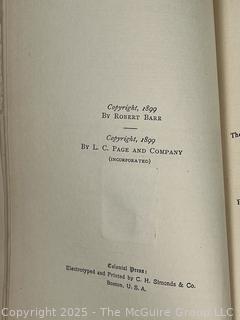 Copyright, 1899
BY ROBERT BARR
Copyright, 1899
BY L. C. PAGE AND COMPANY
(INCORPORATED)
Colonial Press:
Electrotyped and Printed by C. H. Simonds & Co.
Boston, U. S. A.
Copyright 2025 - The McGuire Group LLC